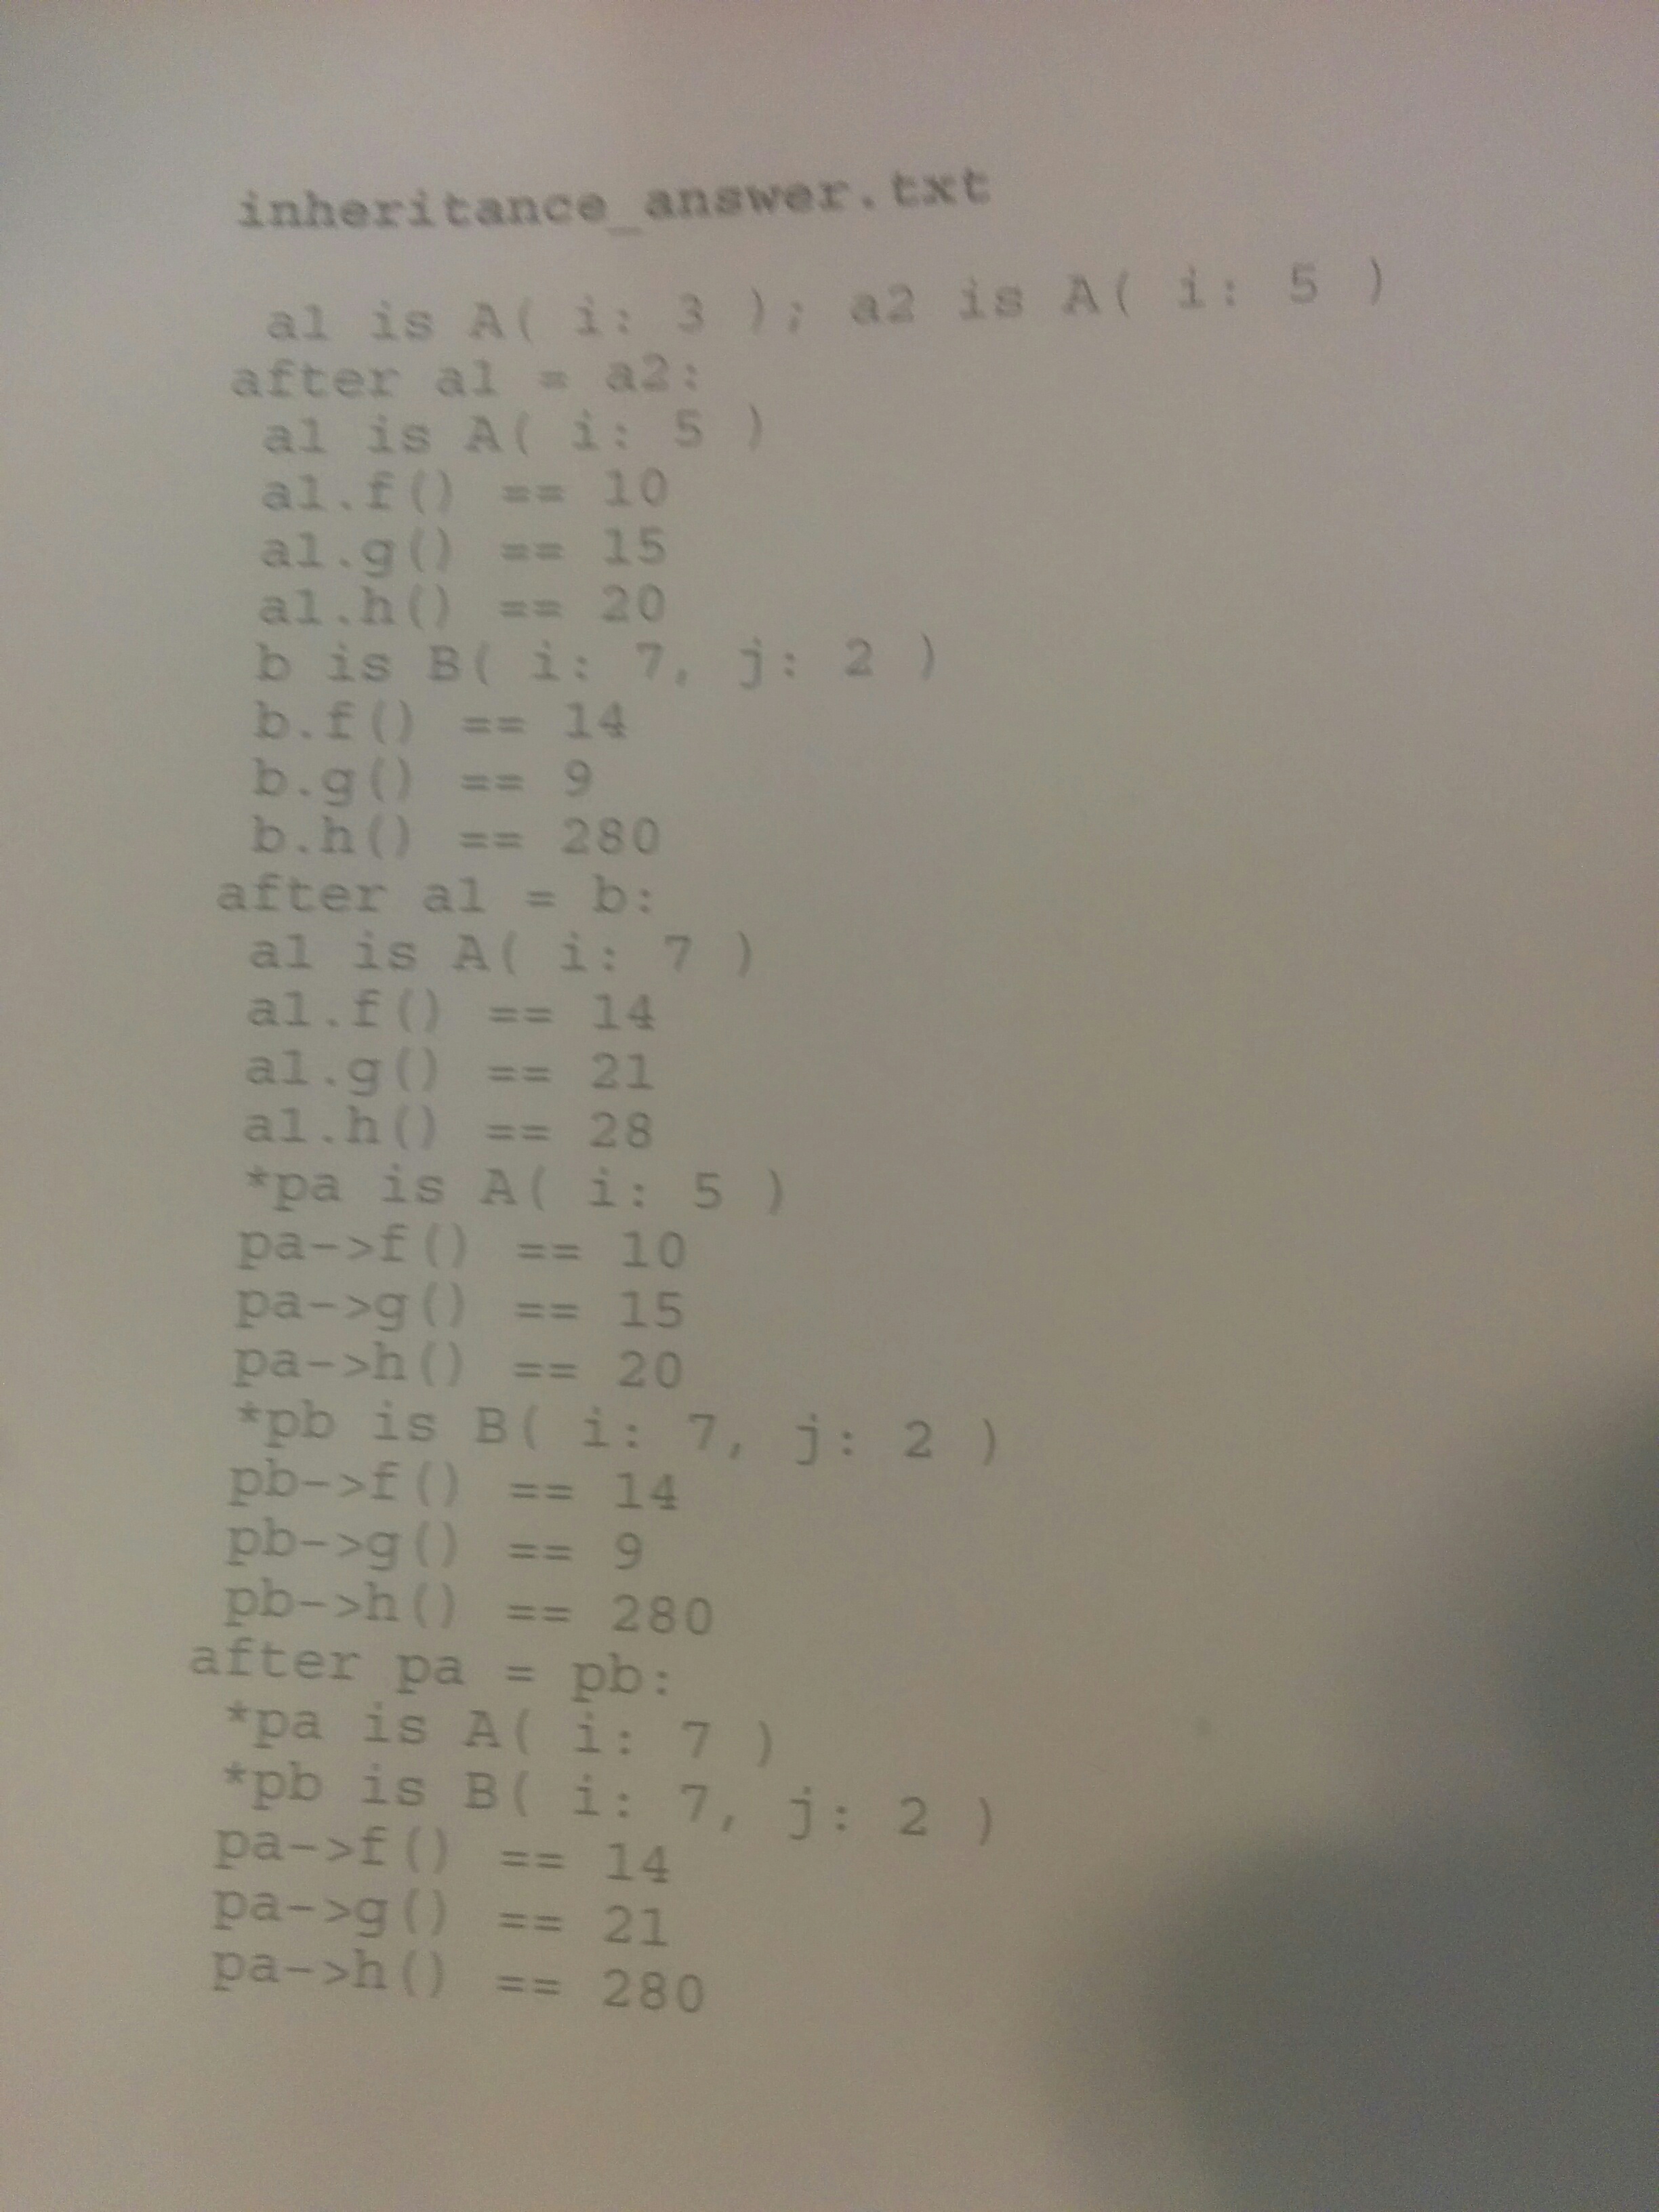 inheritance_answer.txt
a1 is A( i: 3 ); a2 is A( i: 5 )
after a1 = a2:
a1 is A( i: 5 )
a1.f() == 10
a1.g() == 15
a1.h() == 20
b is B( i: 7, j: 2 )
b.f() == 14
b.g() == 9
b.h() == 280
after a1 = b:
a1 is A( i: 7 )
a1.f() == 14
a1.g() == 21
a1.h() == 28
*pa is A( i: 5 )
pa->f() == 10
pa->g() == 15
pa->h() == 20
*pb is B( i: 7, j: 2 )
pb->f() == 14
pb->g() == 9
pb->h() == 280
after pa = pb:
*pa is A( i: 7 )
*pb is B( i: 7, j: 2 )
pa->f() == 14
pa->g() == 21
pa->h() == 280